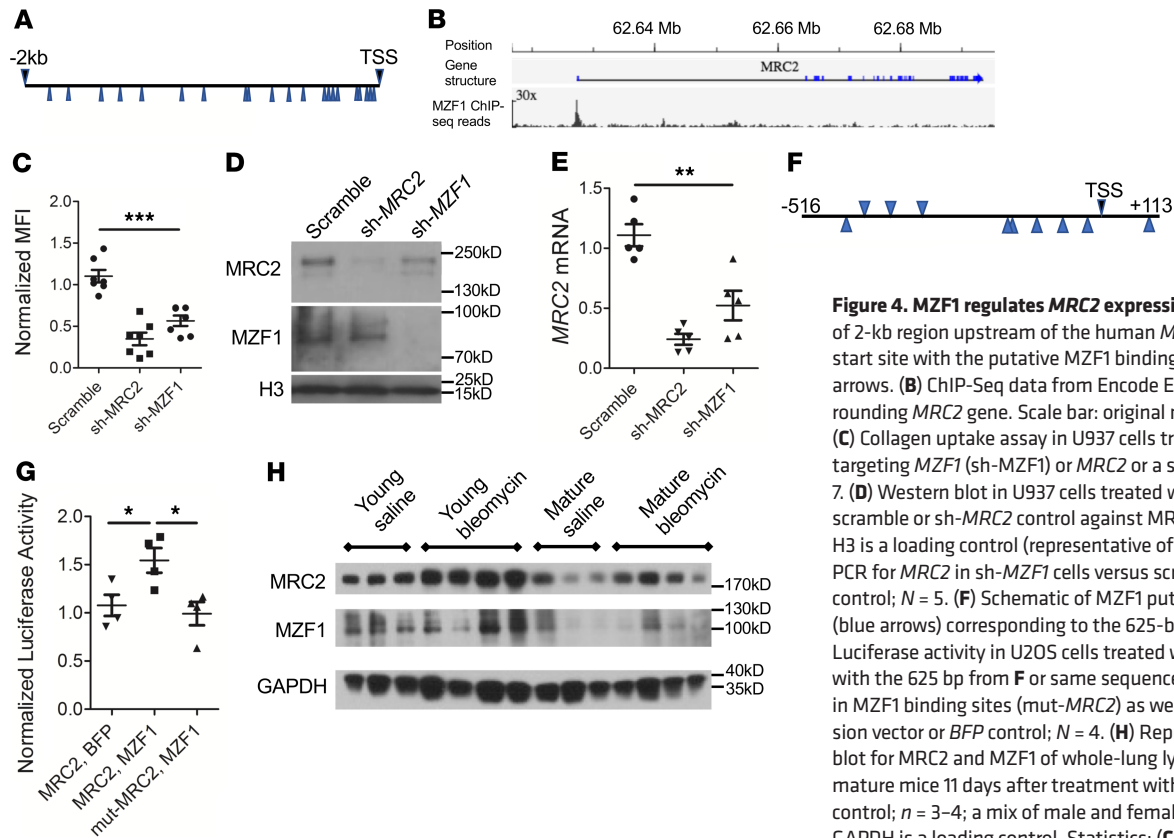 A
-2kb
TSS
B
Position
62.64 Mb
62.66 Mb
62.68 Mb
Gene
structure
MRC2
MZF1 ChIP-
seq reads
30x
C
Normalized MFI
2.0
1.5
1.0
0.5
0.0
***
Scramble
sh-MRC2
sh-MZF1
D
Scramble
sh-MRC2
sh-MZF1
MRC2
250kD
130kD
MZF1
100kD
70kD
H3
25kD
15kD
E
MRC2 mRNA
1.5
1.0
0.5
0.0
**
Scramble
sh-MRC2
sh-MZF1
F
-516
TSS
+113
G
Normalized Luciferase Activity
2.0
1.5
1.0
0.5
0.0
*
*
MRC2, BFP
MRC2, MZF1
mut-MRC2, MZF1
H
Young
saline
Young
bleomycin
Mature
saline
Mature
bleomycin
MRC2
170kD
MZF1
130kD
100kD
GAPDH
40kD
35kD
Figure 4. MZF1 regulates MRC2 expressi
of 2-kb region upstream of the human M
start site with the putative MZF1 binding
arrows. (B) ChIP-Seq data from Encode E
rounding MRC2 gene. Scale bar: original r
(C) Collagen uptake assay in U937 cells tr
targeting MZF1 (sh-MZF1) or MRC2 or a s
7. (D) Western blot in U937 cells treated w
scramble or sh-MRC2 control against MR
H3 is a loading control (representative of
PCR for MRC2 in sh-MZF1 cells versus scr
control; N = 5. (F) Schematic of MZF1 put
(blue arrows) corresponding to the 625-b
Luciferase activity in U2OS cells treated w
with the 625 bp from F or same sequence
in MZF1 binding sites (mut-MRC2) as we
sion vector or BFP control; N = 4. (H) Rep
blot for MRC2 and MZF1 of whole-lung ly
mature mice 11 days after treatment with
control; n = 3–4; a mix of male and femal
GAPDH is a loading control. Statistics: (C